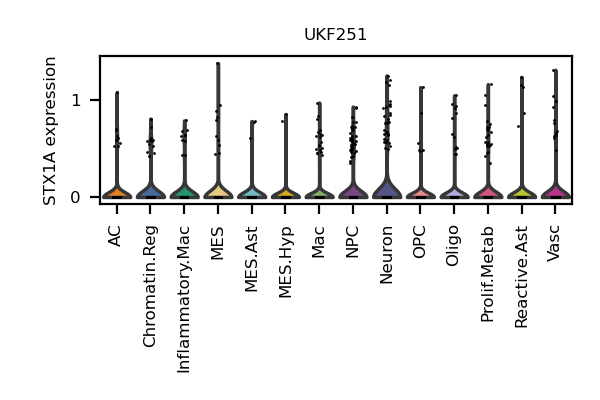 UKF251
STX1A expression
1
0
AC
Chromatin.Reg
Inflammatory.Mac
MES
MES.Ast
MES.Hyp
Mac
NPC
Neuron
OPC
Oligo
Prolif.Metab
Reactive.Ast
Vasc